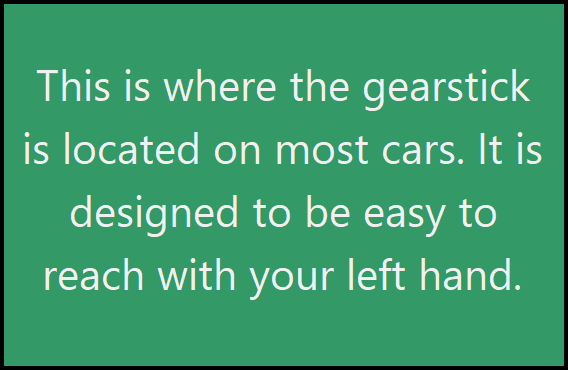 This is where the gearstick
is located on most cars. It is
designed to be easy to
reach with your left hand.